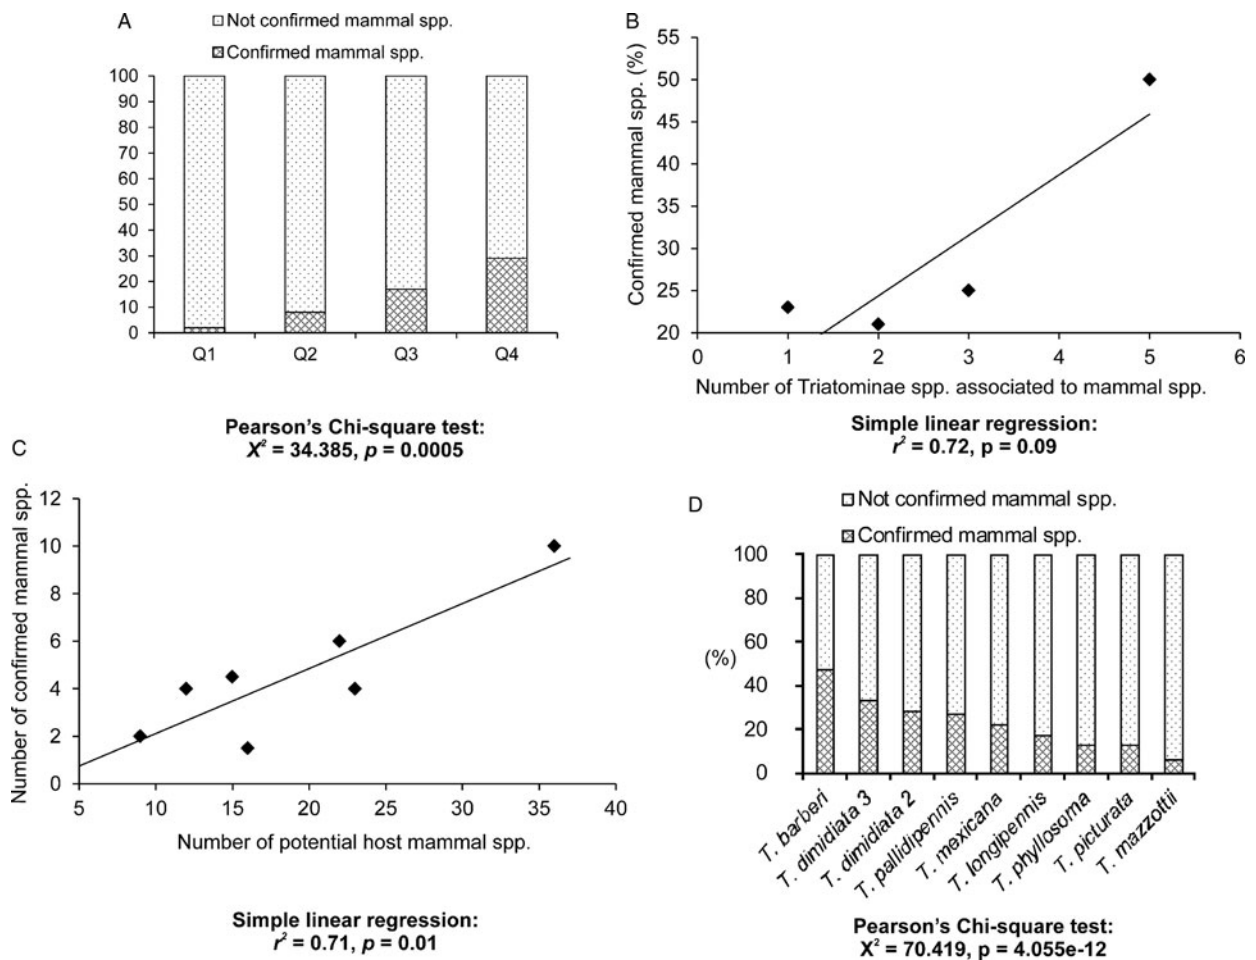 A
Not confirmed mammal spp.
Confirmed mammal spp.
100
90
80
70
60
50
40
30
20
10
0
Q1 Q2 Q3 Q4
Pearson's Chi-square test:
X² = 34.385, p = 0.0005
B
Confirmed mammal spp. (%)
50
45
40
35
30
25
20
0 1 2 3 4 5 6
Number of Triatominae spp. associated to mammal spp.
Simple linear regression:
r² = 0.72, p = 0.09
C
Number of confirmed mammal spp.
12
10
8
6
4
2
0
5 10 15 20 25 30 35 40
Number of potential host mammal spp.
Simple linear regression:
r² = 0.71, p = 0.01
D
Not confirmed mammal spp.
Confirmed mammal spp.
(%)
100
80
60
40
20
0
T. barberi
T. dimidiata 3
T. dimidiata 2
T. pallidipennis
T. mexicana
T. longipennis
T. phyllosoma
T. picturata
T. mazzottii
Pearson's Chi-square test:
X² = 70.419, p = 4.055e-12